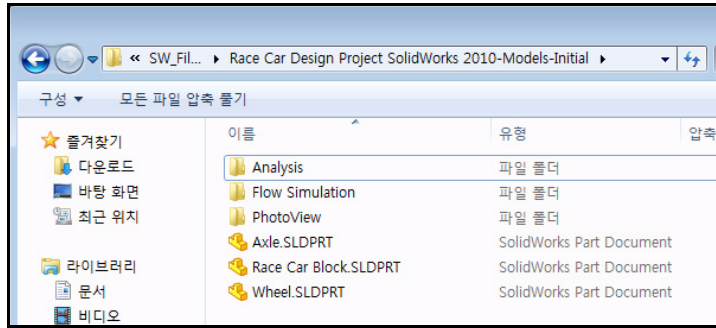 « SW_Fil... ▸ Race Car Design Project SolidWorks 2010-Models-Initial ▸
구성 ▼ 모든 파일 압축 풀기
즐겨찾기
다운로드
바탕 화면
최근 위치
라이브러리
문서
비디오
이름 유형 압축
Analysis 파일 폴더
Flow Simulation 파일 폴더
PhotoView 파일 폴더
Axle.SLDPRT SolidWorks Part Document
Race Car Block.SLDPRT SolidWorks Part Document
Wheel.SLDPRT SolidWorks Part Document